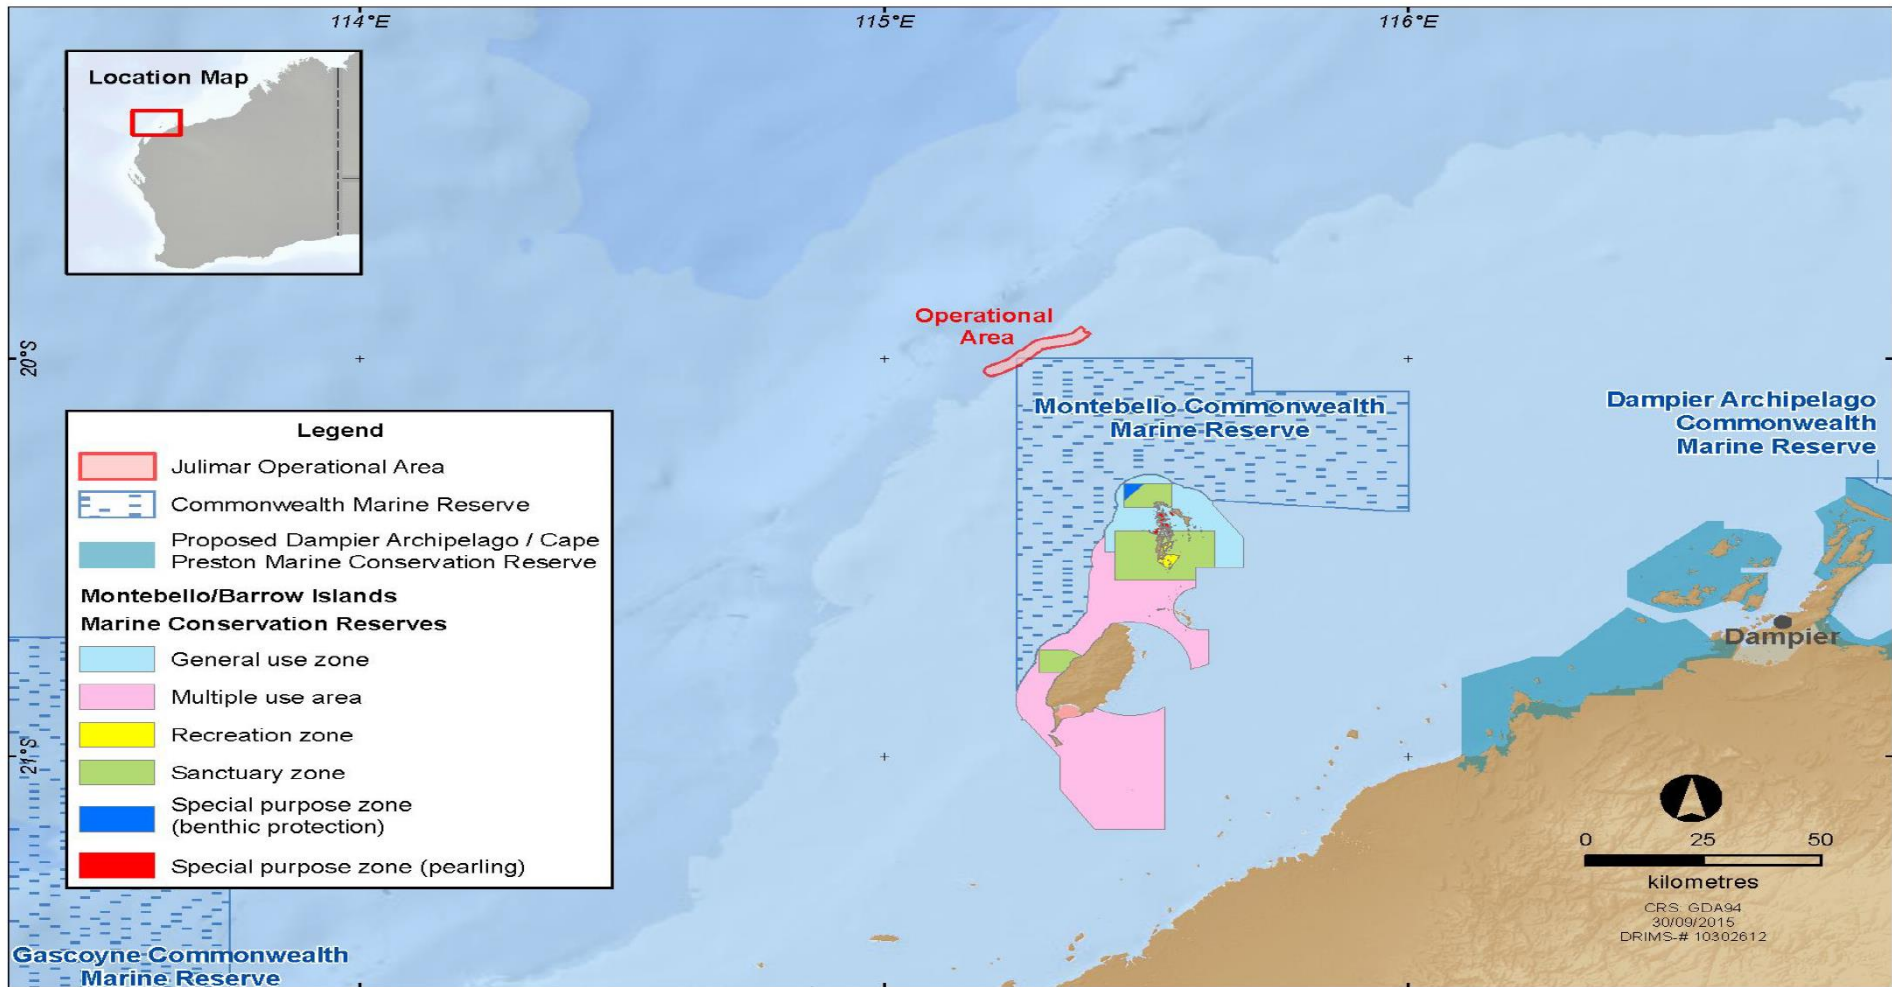 114°E
115°E
116°E
Location Map
Operational
Area
20°S
Montebello Commonwealth
Marine Reserve
Dampier Archipelago
Commonwealth
Marine Reserve
Legend
Julimar Operational Area
Commonwealth Marine Reserve
Proposed Dampier Archipelago / Cape
Preston Marine Conservation Reserve
Montebello/Barrow Islands
Marine Conservation Reserves
General use zone
Multiple use area
Recreation zone
Sanctuary zone
Special purpose zone
(benthic protection)
Special purpose zone (pearling)
Dampier
21°S
0 25 50
kilometres
CRS: GDA94
30/09/2015
DRIMS-# 10302612
Gascoyne Commonwealth
Marine Reserve